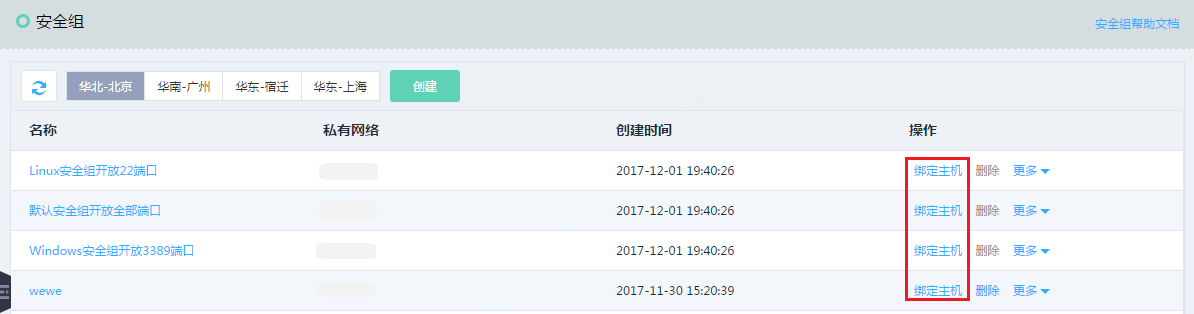 安全组
安全组帮助文档
华北-北京 华南-广州 华东-宿迁 华东-上海 创建
名称 私有网络 创建时间 操作
Linux安全组开放22端口 2017-12-01 19:40:26 绑定主机 删除 更多
默认安全组开放全部端口 2017-12-01 19:40:26 绑定主机 删除 更多
Windows安全组开放3389端口 2017-12-01 19:40:26 绑定主机 删除 更多
wewe 2017-11-30 15:20:39 绑定主机 删除 更多